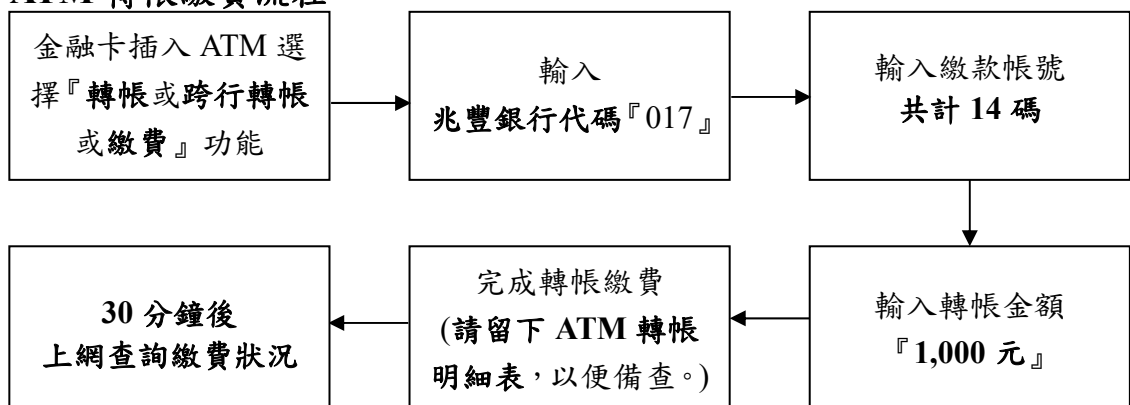 ATM 轉帳繳費流程
金融卡插入 ATM 選
擇『轉帳或跨行轉帳
或繳費』功能
輸入
兆豐銀行代碼『017』
輸入繳款帳號
共計 14 碼
輸入轉帳金額
『1,000 元』
完成轉帳繳費
(請留下 ATM 轉帳
明細表，以便備查。)
30 分鐘後
上網查詢繳費狀況